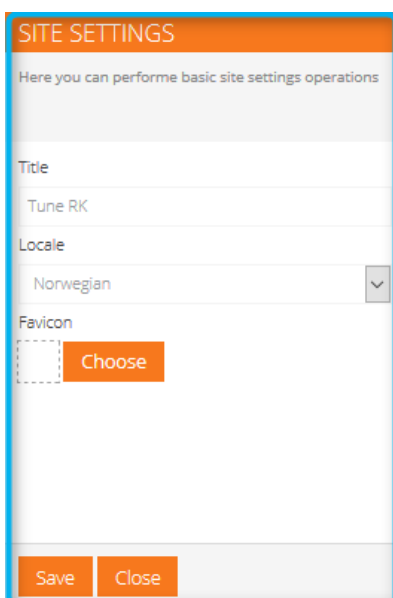 SITE SETTINGS
Here you can performe basic site settings operations
Title
Tune RK
Locale
Norwegian
Favicon
Choose
Save Close